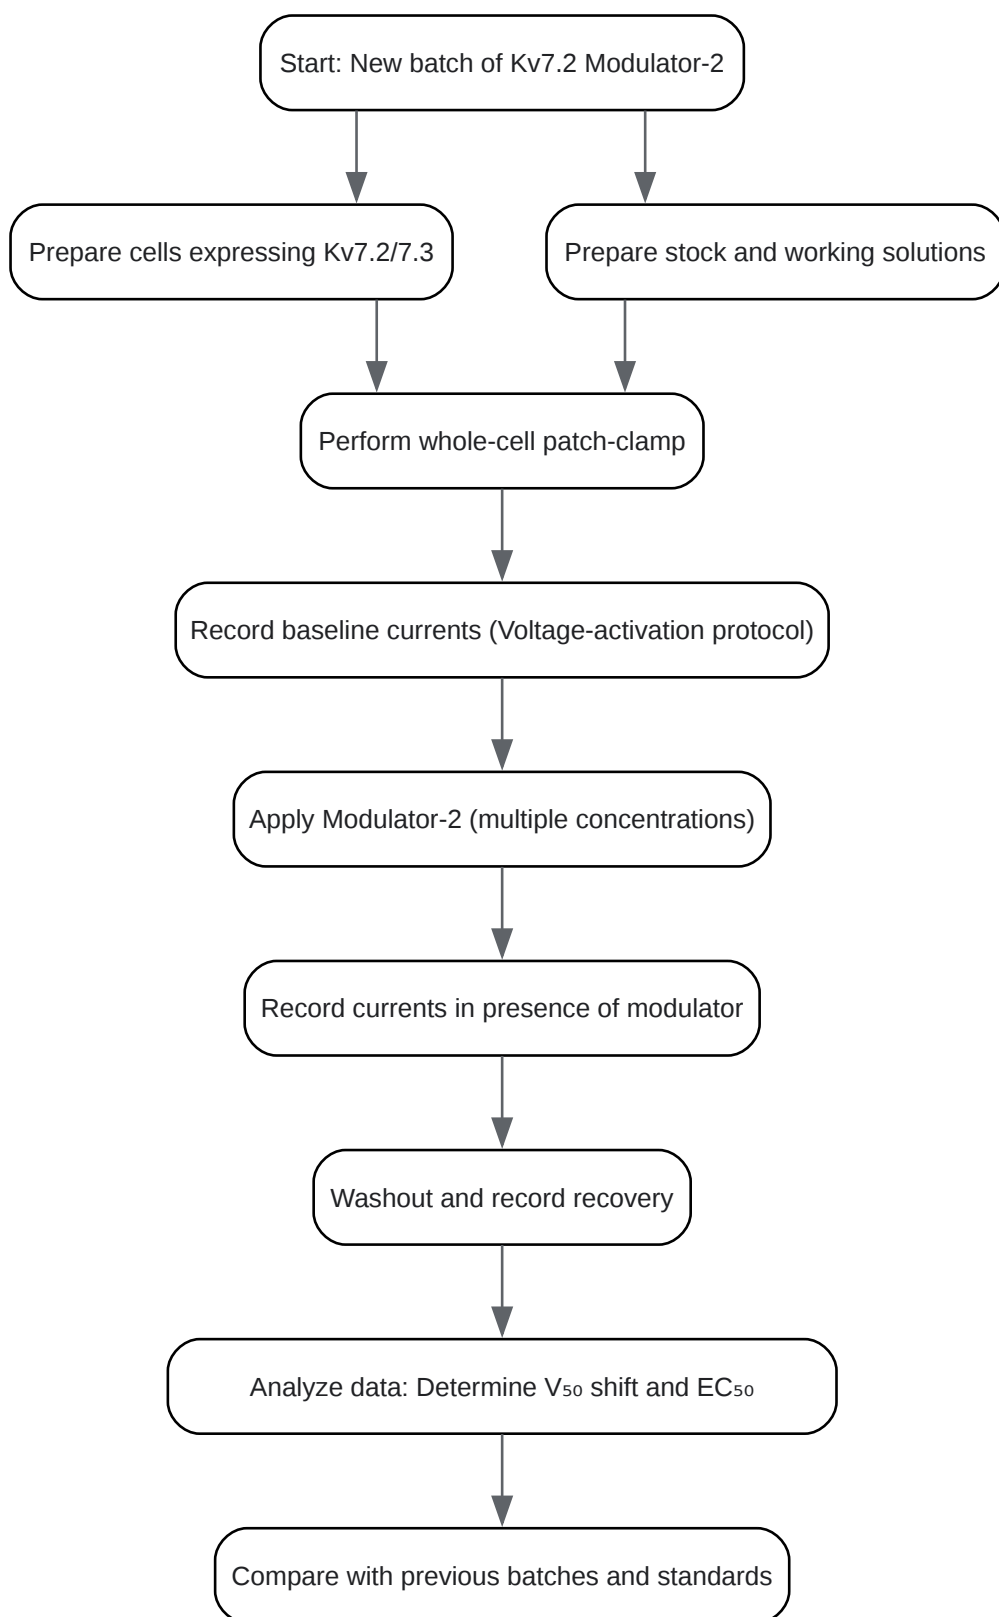 Start: New batch of Kv7.2 Modulator-2
Prepare cells expressing Kv7.2/7.3
Prepare stock and working solutions
Perform whole-cell patch-clamp
Record baseline currents (Voltage-activation protocol)
Apply Modulator-2 (multiple concentrations)
Record currents in presence of modulator
Washout and record recovery
Analyze data: Determine V₅₀ shift and EC₅₀
Compare with previous batches and standards